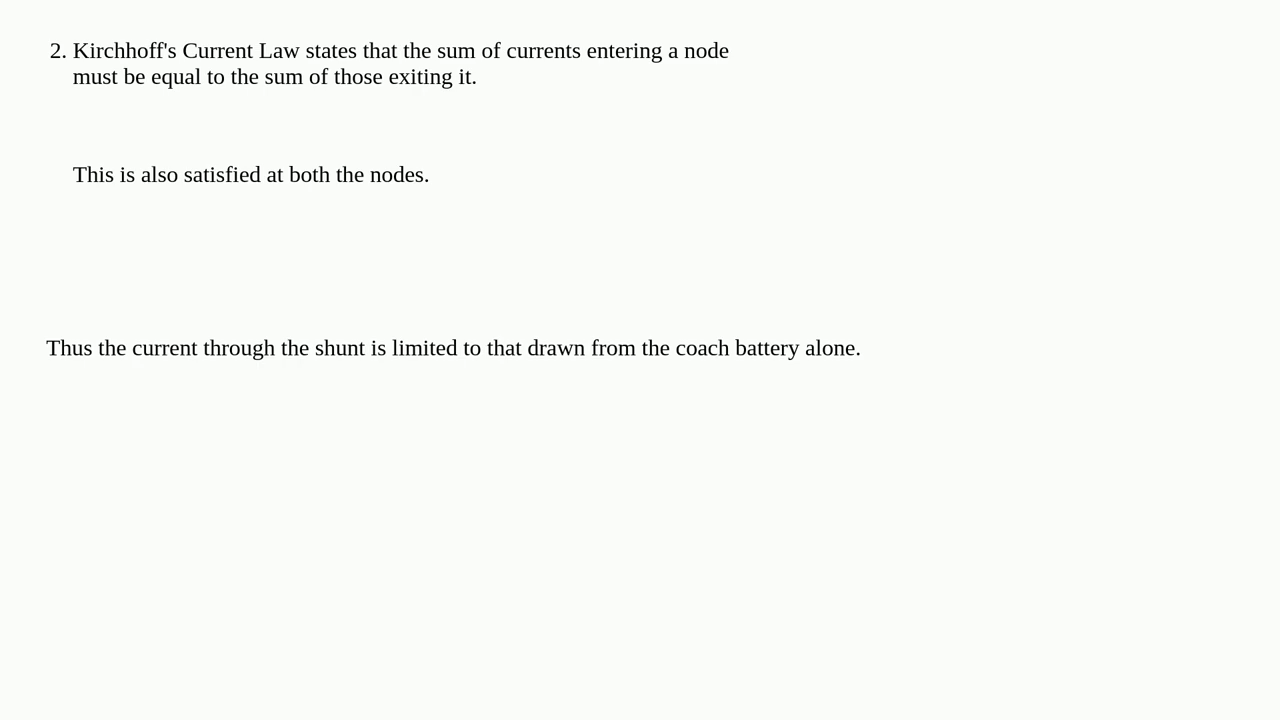 2. Kirchhoff's Current Law states that the sum of currents entering a node
must be equal to the sum of those exiting it.
This is also satisfied at both the nodes.
Thus the current through the shunt is limited to that drawn from the coach battery alone.